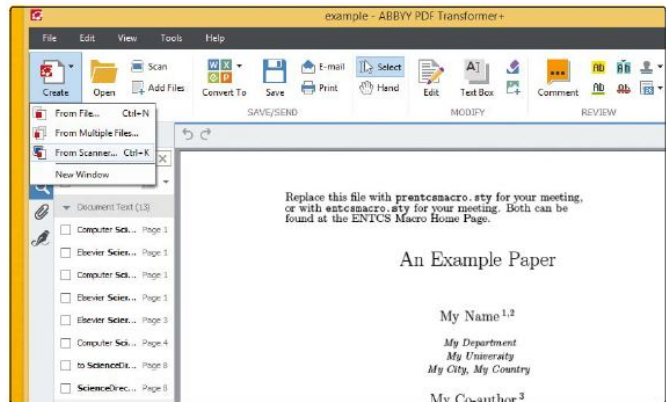 example - ABBYY PDF Transformer+
File Edit View Tools Help
Scan E-mail Select
Create Open Add Files Convert To Save Print Hand Edit Text Box Comment
SAVE/SEND MODIFY REVIEW
From File... Ctrl+N
From Multiple Files...
From Scanner... Ctrl+K
New Window
Document Text (13)
Computer Sci... Page 1
Elsevier Scier... Page 1
Computer Sci... Page 1
Elsevier Scier... Page 1
Elsevier Scier... Page 3
Computer Sci... Page 4
to ScienceDir... Page 8
ScienceDirec... Page 8
Replace this file with prentcsmacro.sty for your meeting,
or with entcsmacro.sty for your meeting. Both can be
found at the ENTCS Macro Home Page.
An Example Paper
My Name 1,2
My Department
My University
My City, My Country
My Co-author 3